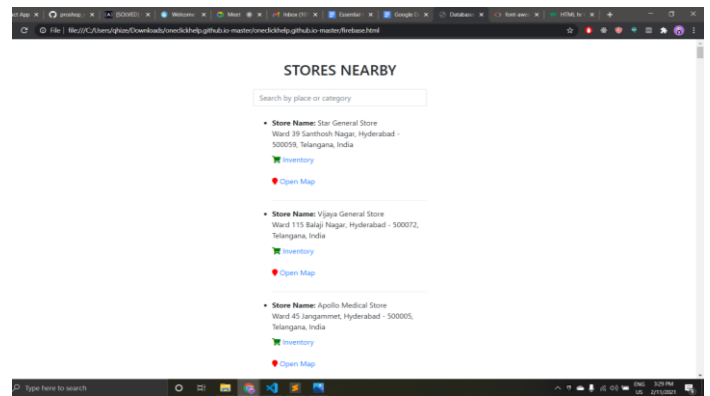 File | file:///C:/Users/qhize/Downloads/oneclickhelp.github.io-master/oneclickhelp.github.io-master/firebase.html
STORES NEARBY
Search by place or category
• Store Name: Star General Store
Ward 39 Santhosh Nagar, Hyderabad -
500059, Telangana, India
Inventory
Open Map
• Store Name: Vijaya General Store
Ward 115 Balaji Nagar, Hyderabad - 500072,
Telangana, India
Inventory
Open Map
• Store Name: Apollo Medical Store
Ward 45 Jangammet, Hyderabad - 500005,
Telangana, India
Inventory
Open Map
Type here to search
ENG 3:29 PM
US 2/11/2021